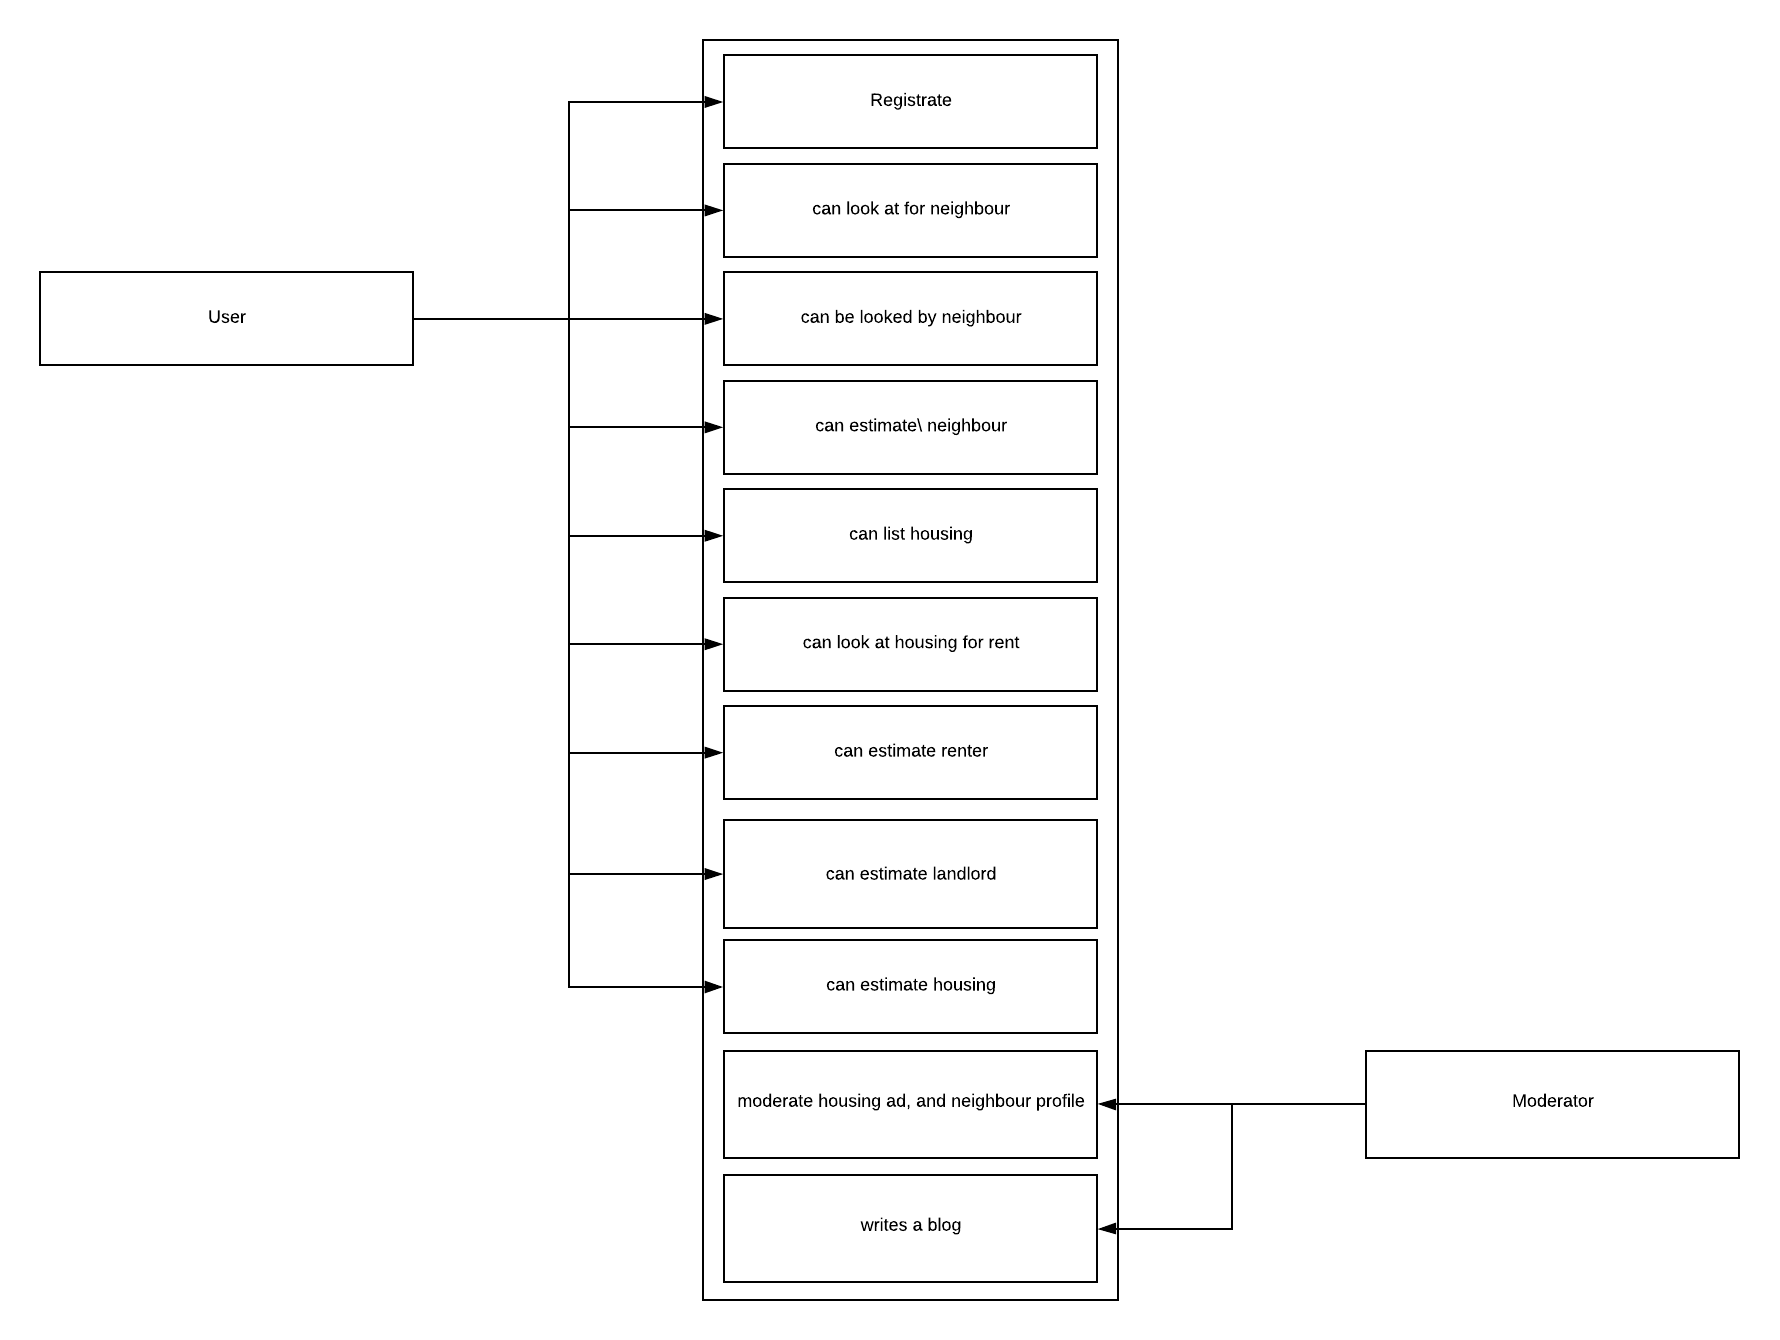 Registrate
can look at for neighbour
User
can be looked by neighbour
can estimate\ neighbour
can list housing
can look at housing for rent
can estimate renter
can estimate landlord
can estimate housing
moderate housing ad, and neighbour profile
Moderator
writes a blog